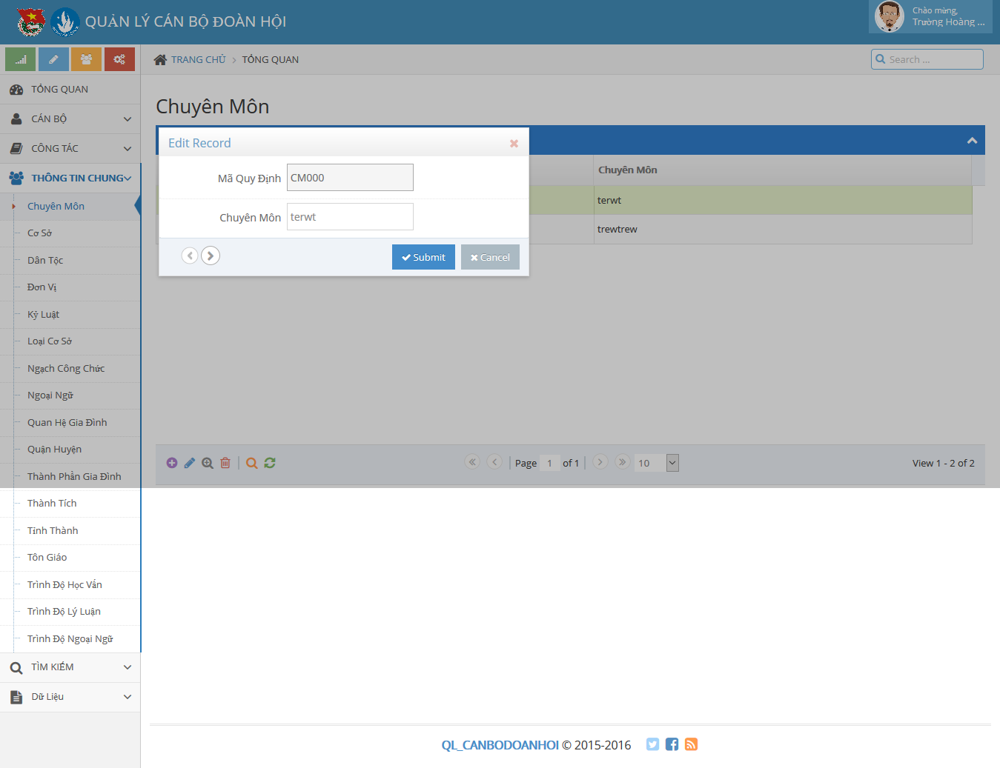 QUẢN LÝ CÁN BỘ ĐOÀN HỘI
Chào mừng,
Trường Hoàng ...
TRANG CHỦ > TỔNG QUAN
Search ...
TỔNG QUAN
CÁN BỘ
CÔNG TÁC
THÔNG TIN CHUNG
Chuyên Môn
Cơ Sở
Dân Tộc
Đơn Vị
Kỷ Luật
Loại Cơ Sở
Ngạch Công Chức
Ngoại Ngữ
Quan Hệ Gia Đình
Quận Huyện
Thành Phần Gia Đình
Thành Tích
Tỉnh Thành
Tôn Giáo
Trình Độ Học Vấn
Trình Độ Lý Luận
Trình Độ Ngoại Ngữ
TÌM KIẾM
Dữ Liệu
Chuyên Môn
Edit Record
Mã Quy Định CM000
Chuyên Môn terwt
Submit Cancel
Chuyên Môn
terwt
trewtrew
Page 1 of 1 10
View 1 - 2 of 2
QL_CANBODOANHOI © 2015-2016